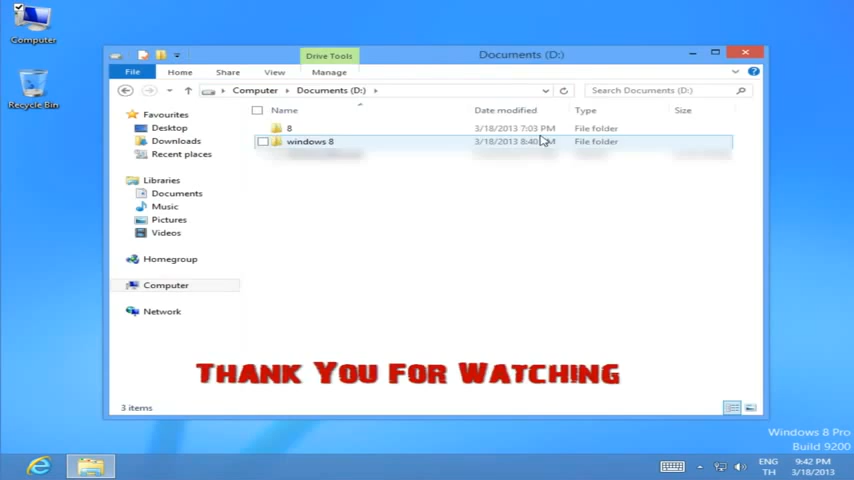 Computer
Recycle Bin
Drive Tools
Documents (D:)
File
Home
Share
View
Manage
Computer
Documents (D:)
Search Documents (D:)
Favourites
Desktop
Downloads
Recent places
Libraries
Documents
Music
Pictures
Videos
Homegroup
Computer
Network
Name
Date modified
Type
Size
8
3/18/2013 7:03 PM
File folder
windows 8
3/18/2013 8:40
File folder
THANK YOU FOR WATCHING
3 items
Windows 8 Pro
Build 9200
ENG
TH
9:42 PM
3/18/2013